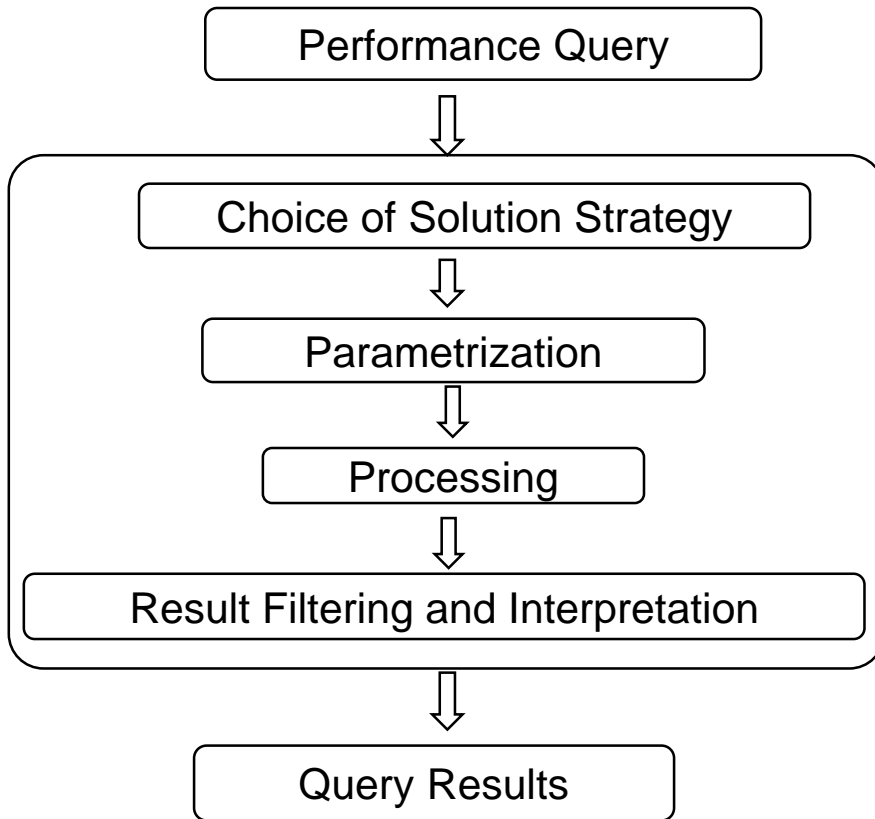 Performance Query
Choice of Solution Strategy
Parametrization
Processing
Result Filtering and Interpretation
Query Results